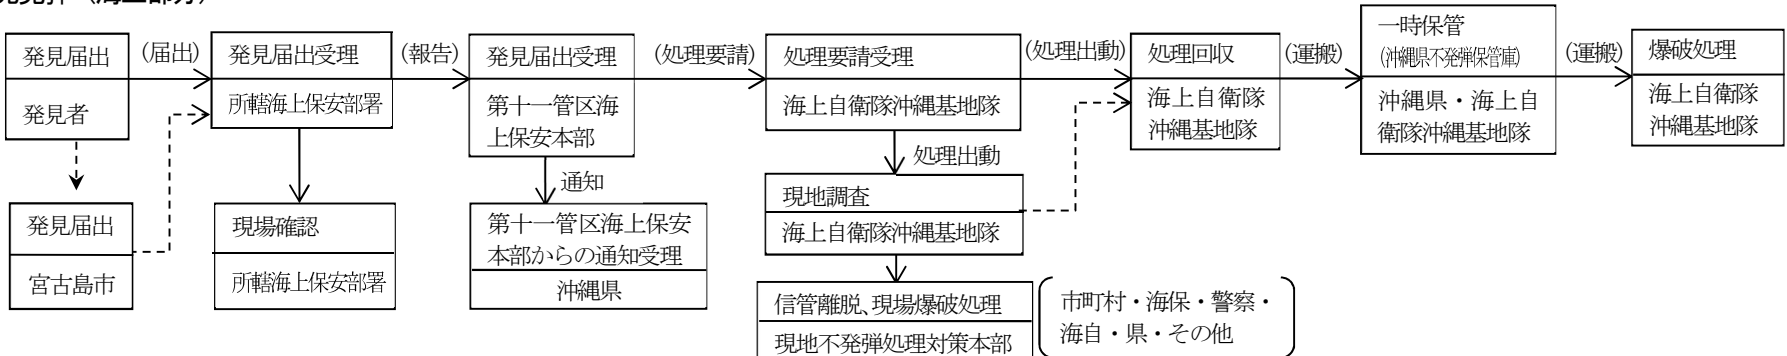 発見届出
発見者
(届出)
発見届出受理
所轄海上保安部署
(報告)
発見届出受理
第十一管区海
上保安本部
(処理要請)
処理要請受理
海上自衛隊沖縄基地隊
(処理出動)
処理回収
海上自衛隊
沖縄基地隊
(運搬)
一時保管
(沖縄県不発弾保管庫)
沖縄県・海上自
衛隊沖縄基地隊
(運搬)
爆破処理
海上自衛隊
沖縄基地隊
発見届出
宮古島市
現場確認
所轄海上保安部署
通知
第十一管区海上保安
本部からの通知受理
沖縄県
処理出動
現地調査
海上自衛隊沖縄基地隊
信管離脱、現場爆破処理
現地不発弾処理対策本部
市町村・海保・警察・
海自・県・その他